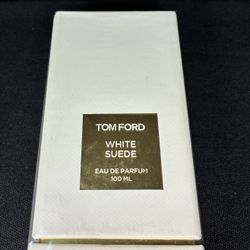 TOM FORD
WHITE
SUEDE
EAU DE PARFUM
100 ML